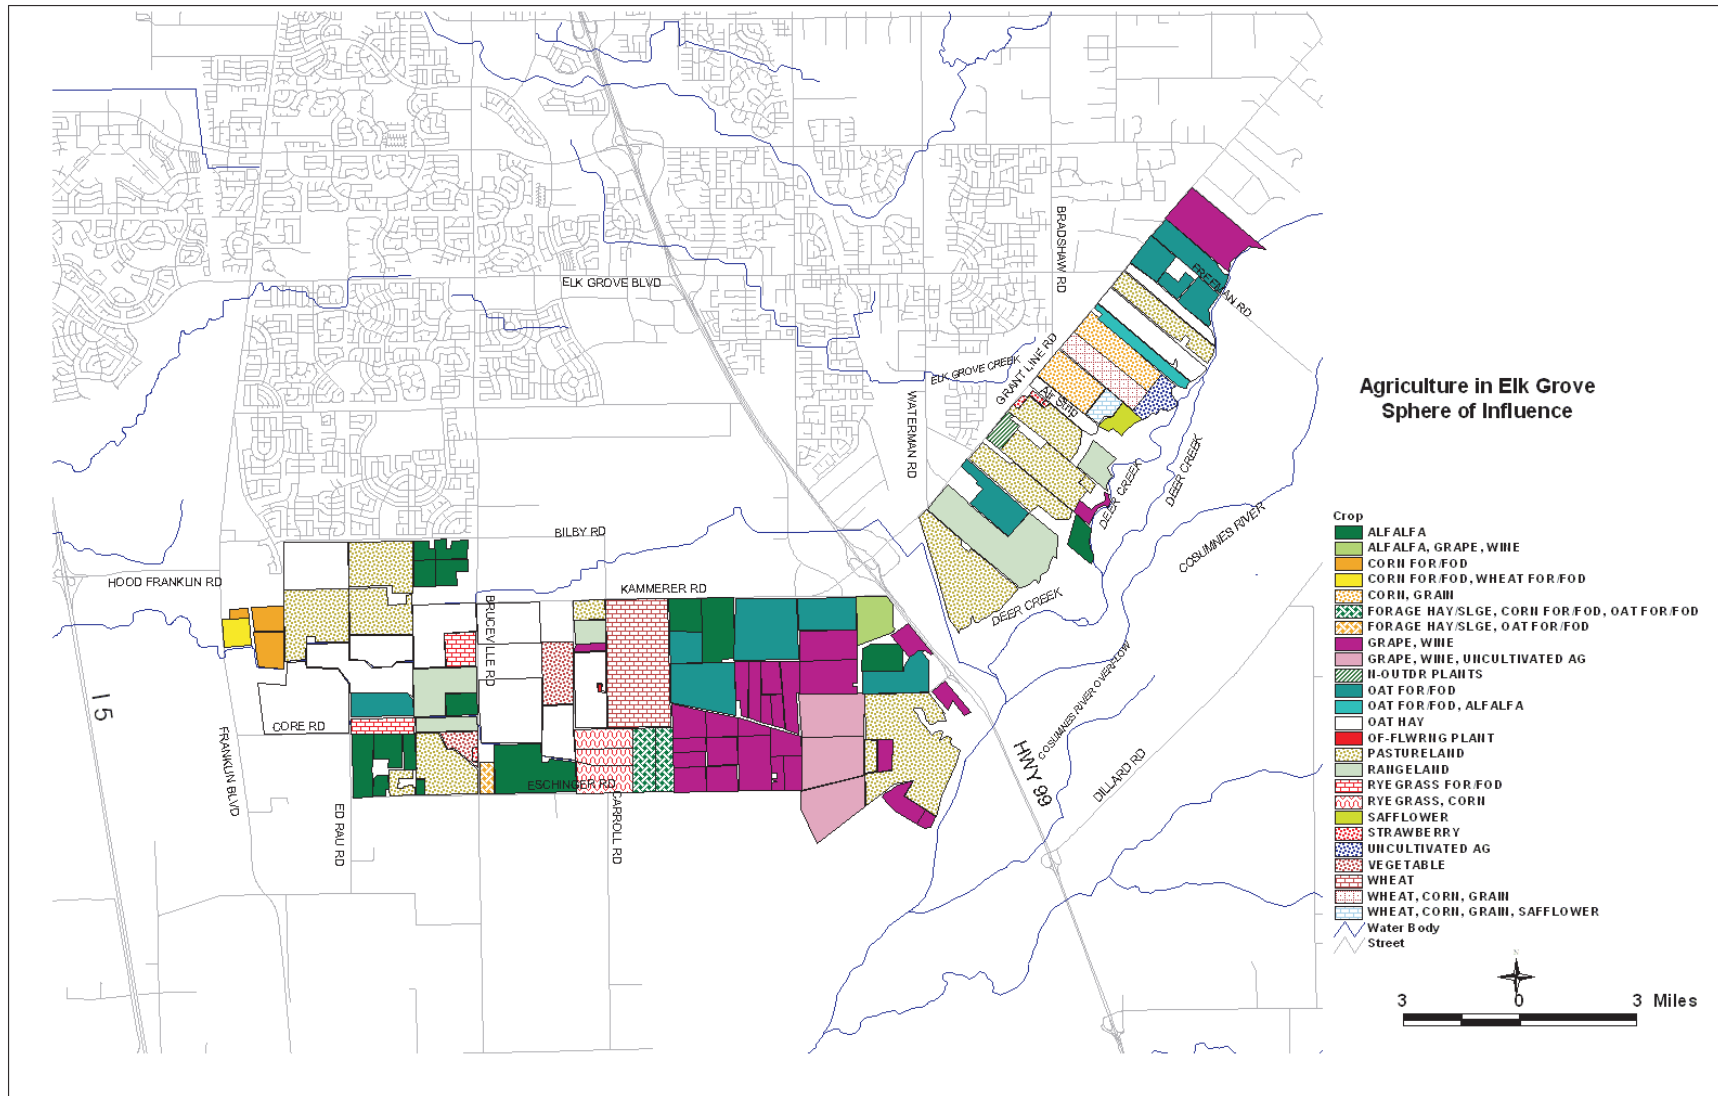 ELK GROVE BLVD
BRADSHAW RD
FREEMAN RD
ELK GROVE CREEK
GRANT LINE RD
Air Strip
WATERMAN RD
DEER CREEK
DEER CREEK
COSUMNES RIVER
BILBY RD
HOOD FRANKLIN RD
KAMMERER RD
DEER CREEK
BRUCEVILLE RD
COSUMNES RIVER OVERFLOW
I 5
CORE RD
FRANKLIN BLVD
ESCHINGER RD
HWY 99
DILLARD RD
ED RAU RD
CARROLL RD
Agriculture in Elk Grove
Sphere of Influence
Crop
ALFALFA
ALFALFA, GRAPE, WINE
CORN FOR/FOD
CORN FOR/FOD, WHEAT FOR/FOD
CORN, GRAIN
FORAGE HAY/SLGE, CORN FOR/FOD, OAT FOR/FOD
FORAGE HAY/SLGE, OAT FOR/FOD
GRAPE, WINE
GRAPE, WINE, UNCULTIVATED AG
N-OUTDR PLANTS
OAT FOR/FOD
OAT FOR/FOD, ALFALFA
OAT HAY
OF-FLWRNG PLANT
PASTURELAND
RANGELAND
RYEGRASS FOR/FOD
RYEGRASS, CORN
SAFFLOWER
STRAWBERRY
UNCULTIVATED AG
VEGETABLE
WHEAT
WHEAT, CORN, GRAIN
WHEAT, CORN, GRAIN, SAFFLOWER
Water Body
Street
N
3 0 3 Miles